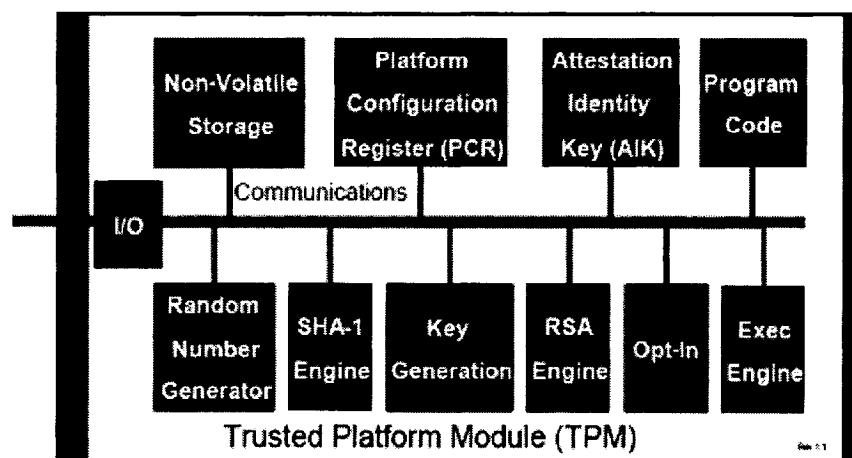 Non-Volatile
Storage
Platform
Configuration
Register (PCR)
Attestation
Identity
Key (AIK)
Program
Code
Communications
I/O
Random
Number
Generator
SHA-1
Engine
Key
Generation
RSA
Engine
Opt-In
Exec
Engine
Trusted Platform Module (TPM)